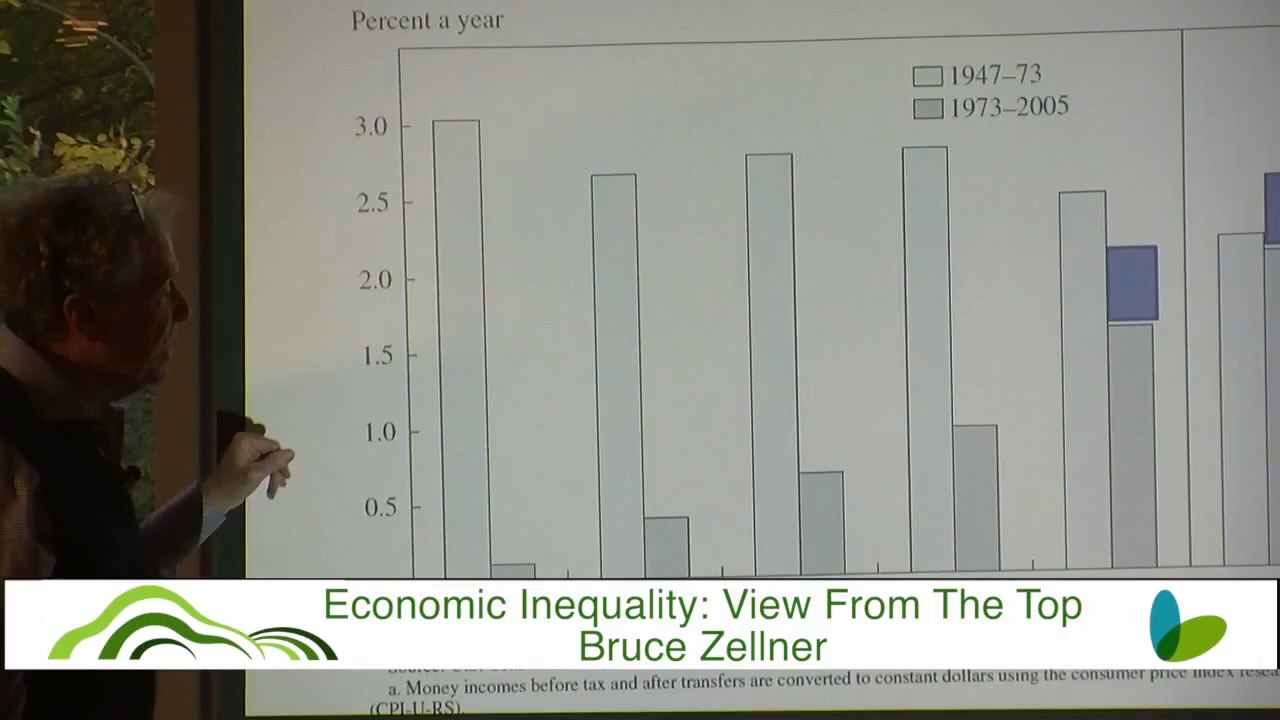 Percent a year
1947–73
1973–2005
3.0
2.5
2.0
1.5
1.0
0.5
Economic Inequality: View From The Top
Bruce Zellner
a. Money incomes before tax and after transfers are converted to constant dollars using the consumer price index
(CPI-U-RS).